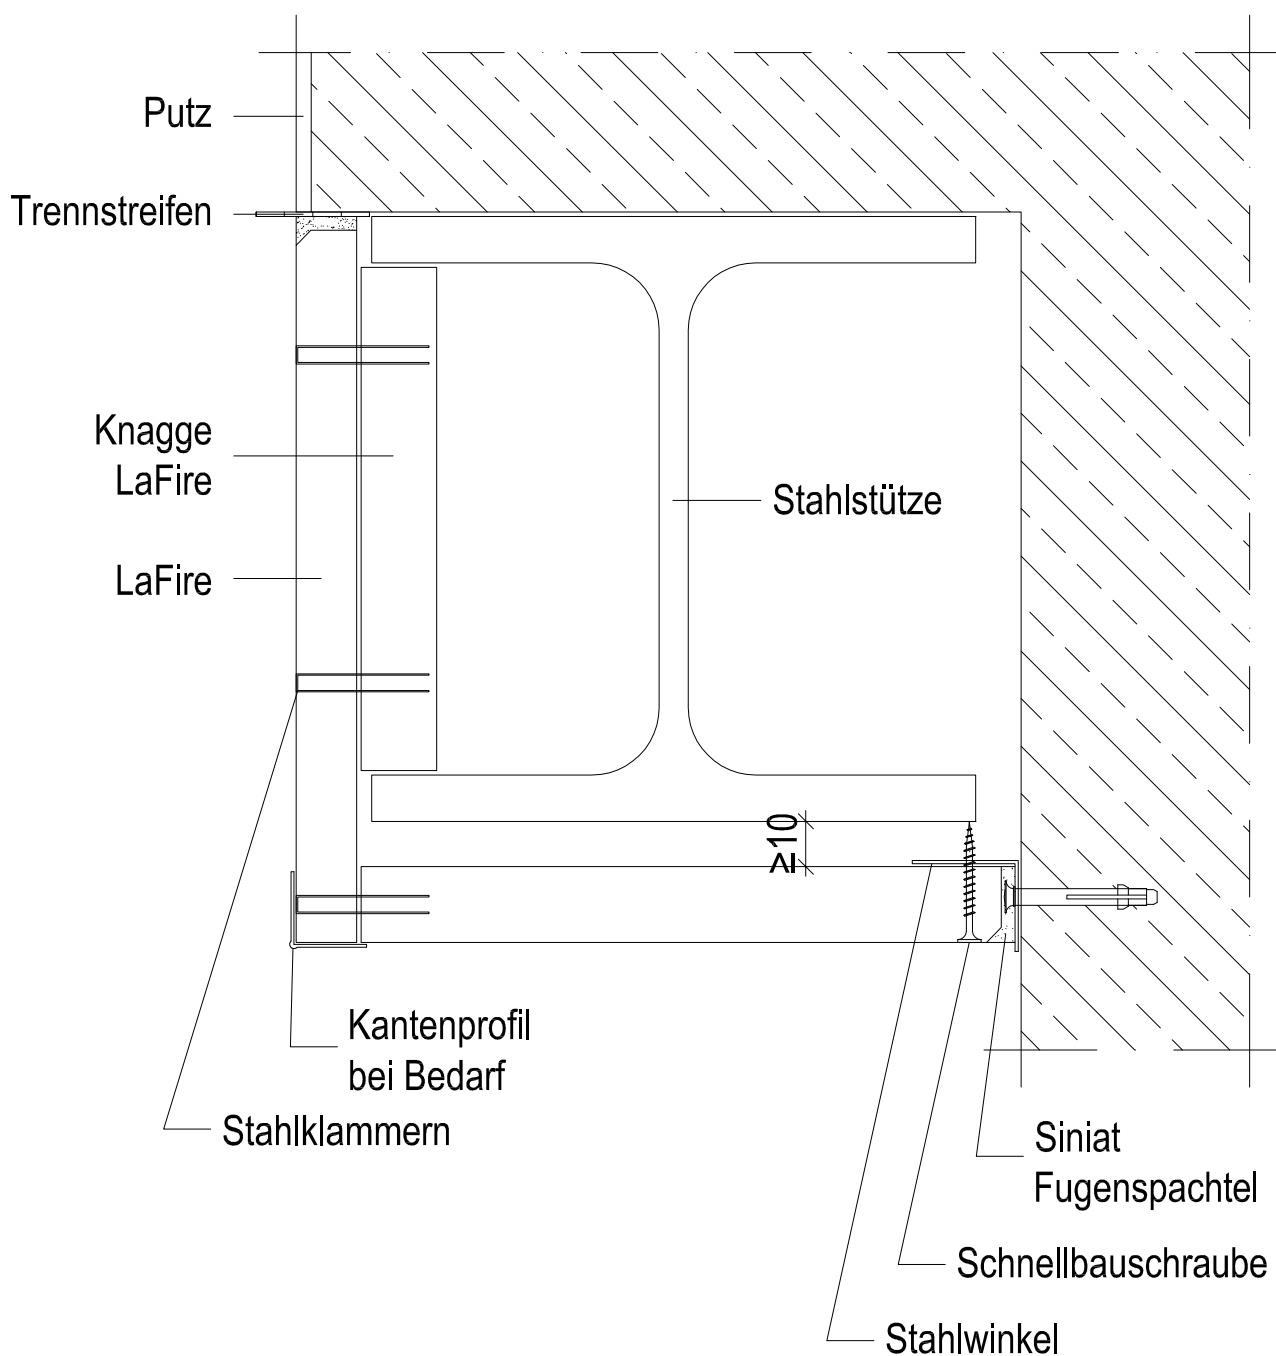 Putz
Trennstreifen
Knagge
LaFire
Stahlstütze
LaFire
≥10
Kantenprofil
bei Bedarf
Stahlklammern
Siniat
Fugenspachtel
Schnellbauschraube
Stahlwinkel